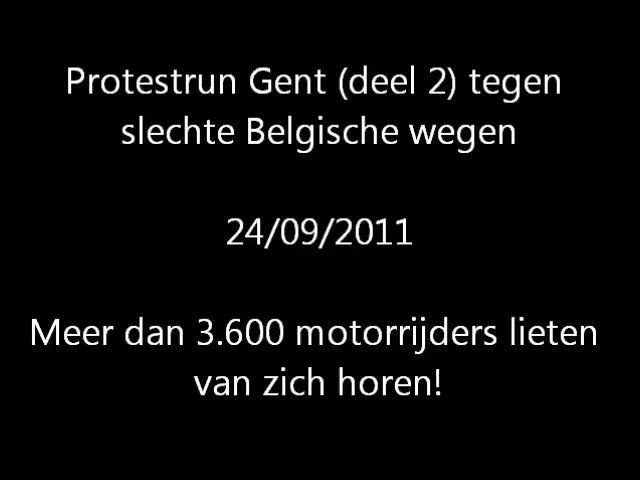 Protestrun Gent (deel 2) tegen
slechte Belgische wegen
24/09/2011
Meer dan 3.600 motorrijders lieten
van zich horen!